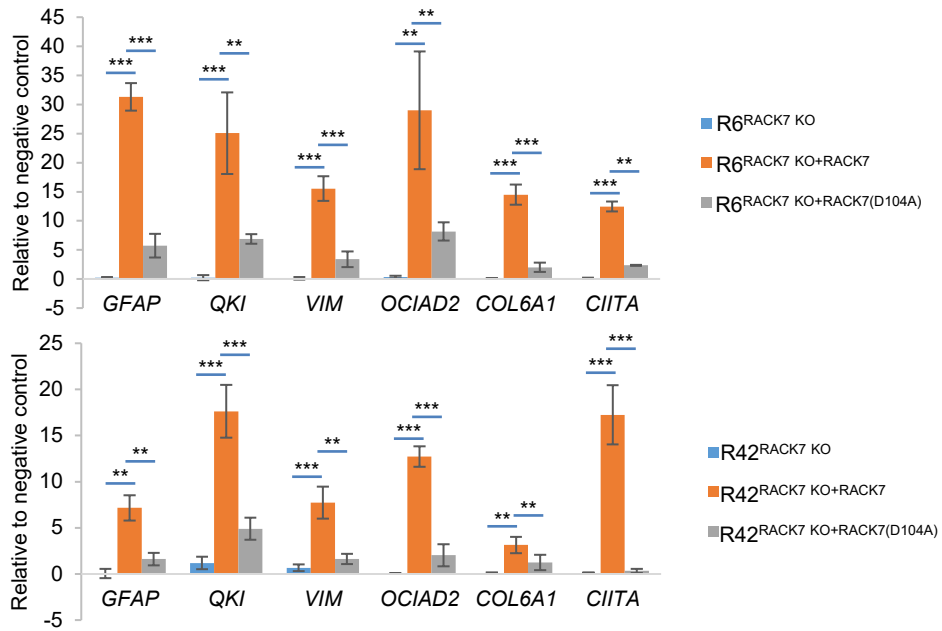 45
40
35
30
25
20
15
10
5
0
-5
Relative to negative control
*** *** *** ** *** *** ** ** *** *** *** **
GFAP QKI VIM OCIAD2 COL6A1 CIITA
R6RACK7 KO
R6RACK7 KO+RACK7
R6RACK7 KO+RACK7(D104A)
25
20
15
10
5
0
-5
Relative to negative control
** ** *** *** *** ** *** *** ** ** *** ***
GFAP QKI VIM OCIAD2 COL6A1 CIITA
R42RACK7 KO
R42RACK7 KO+RACK7
R42RACK7 KO+RACK7(D104A)